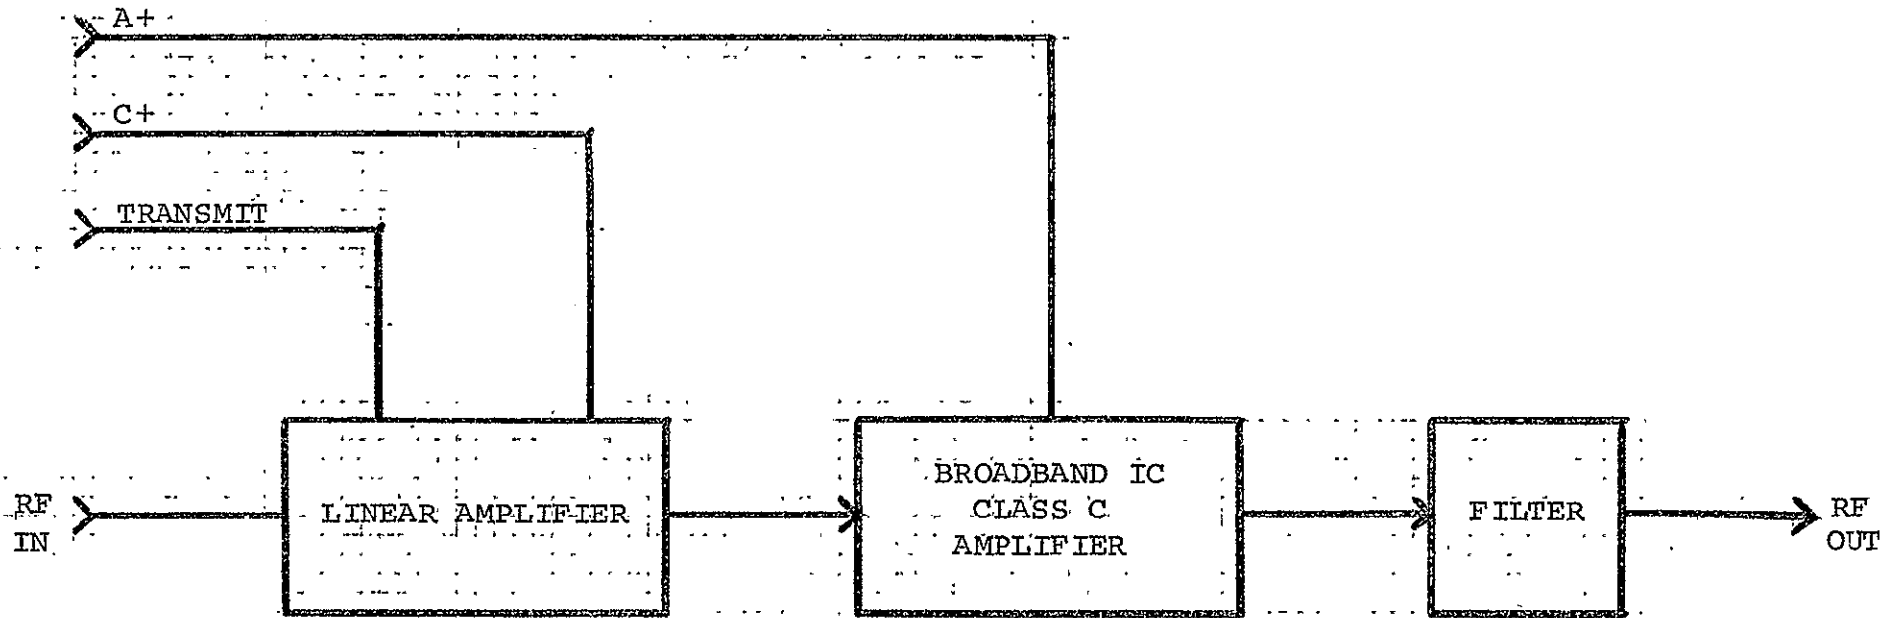 A+
C+
TRANSMIT
RF
IN
LINEAR AMPLIFIER
BROADBAND IC
CLASS C
AMPLIFIER
FILTER
RF
OUT